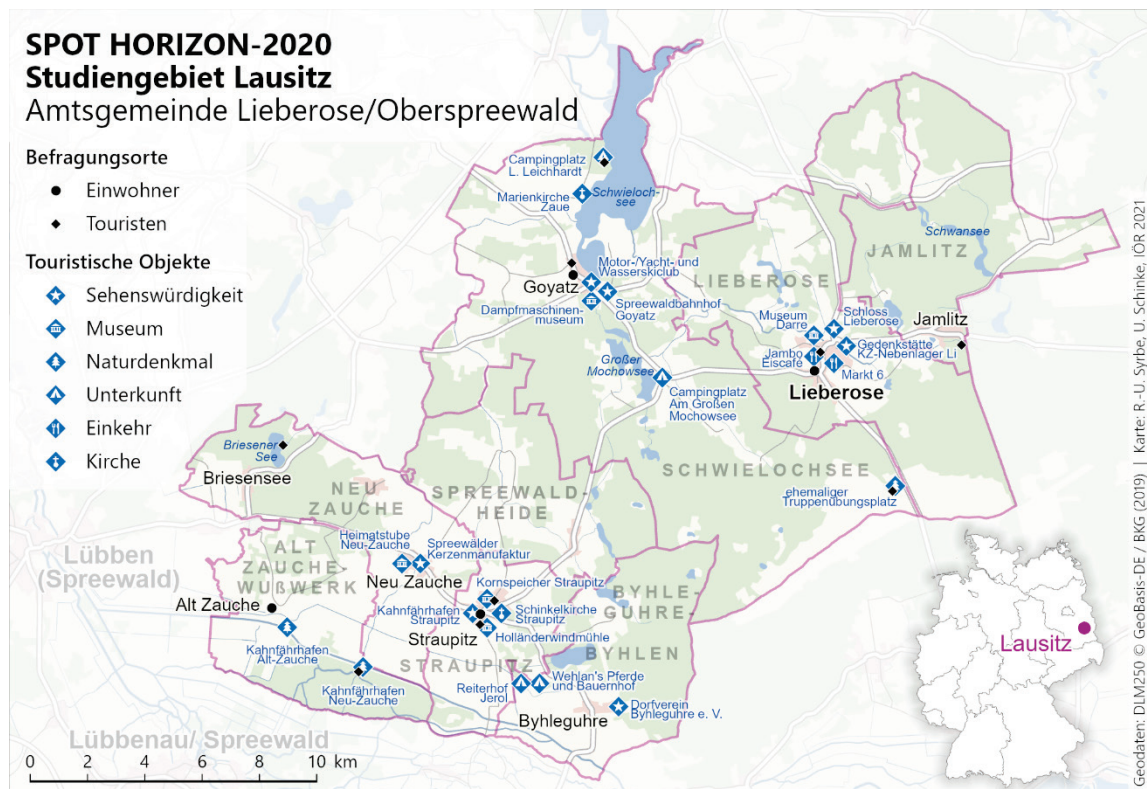 SPOT HORIZON-2020
Studiengebiet Lausitz
Amtsgemeinde Lieberose/Oberspreewald
Befragungsorte
Einwohner
Touristen
Touristische Objekte
Sehenswürdigkeit
Museum
Naturdenkmal
Unterkunft
Einkehr
Kirche
Campingplatz
L. Leichhardt
Marienkirche
Zaue
Schwieloch-
see
Schwansee
JAMLITZ
Motor-/Yacht- und
Wasserskiclub
Goyatz
LIEBEROSE
Dampfmaschinen-
museum
Spreewaldbahnhof
Goyatz
Museum
Darre
Schloss
Lieberose
Jamlitz
Gedenkstätte
KZ-Nebenlager Li
Jambo
Eiscafe
Markt 6
Lieberose
Großer
Mochowsee
Campingplatz
Am Großen
Mochowsee
Briesener
See
Briesensee
SCHWIELOCHSEE
NEU
ZAUCHE
SPREEWALD-
HEIDE
ehemaliger
Truppenübungsplatz
Lübben
(Spreewald)
ALT
ZAUCHE-
WUßWERK
Heimatstube
Neu-Zauche
Spreewälder
Kerzenmanufaktur
Neu Zauche
Kornspeicher Straupitz
BYHLE-
GUHRE-
BYHLEN
Alt Zauche
Kahnfährhafen
Straupitz
Schinkelkirche
Straupitz
Straupitz
Holländerwindmühle
Kahnfährhafen
Alt-Zauche
STRAUPITZ
Kahnfährhafen
Neu-Zauche
Reiterhof
Jerol
Wehlan's Pferde
und Bauernhof
Byhleguhre
Dorfverein
Byhleguhre e. V.
Lübbenau/ Spreewald
0 2 4 6 8 10 km
Lausitz
Geodaten: DLM250 © GeoBasis-DE / BKG (2019) | Karte: R.-U. Syrbe, U. Schinke, IÖR 2021